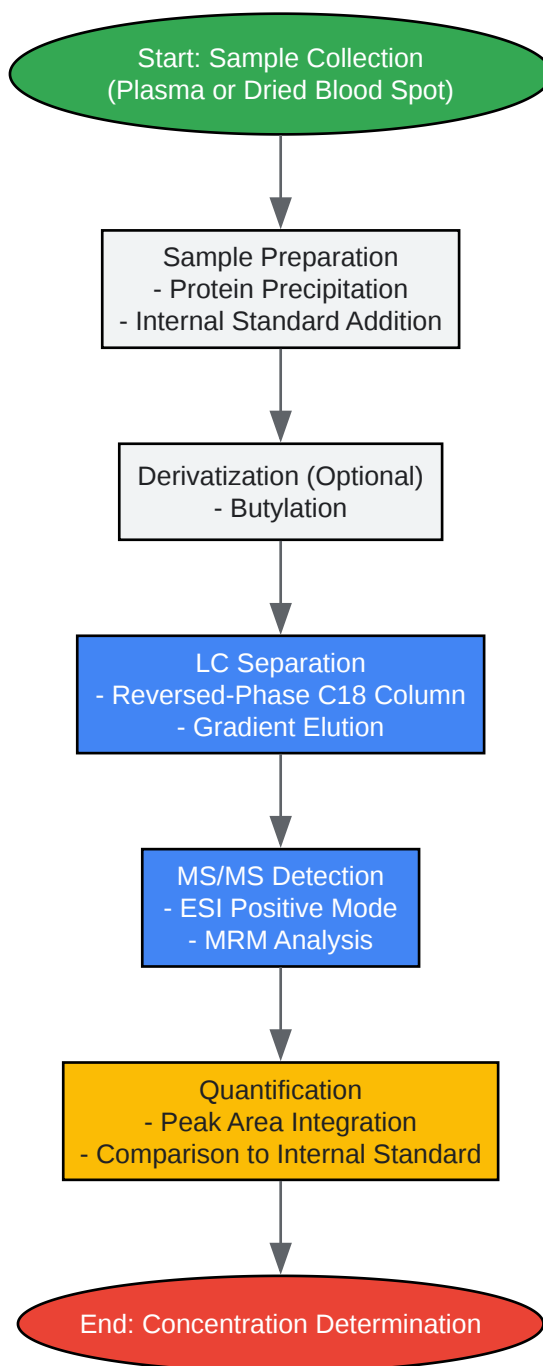 Start: Sample Collection
(Plasma or Dried Blood Spot)
Sample Preparation
- Protein Precipitation
- Internal Standard Addition
Derivatization (Optional)
- Butylation
LC Separation
- Reversed-Phase C18 Column
- Gradient Elution
MS/MS Detection
- ESI Positive Mode
- MRM Analysis
Quantification
- Peak Area Integration
- Comparison to Internal Standard
End: Concentration Determination